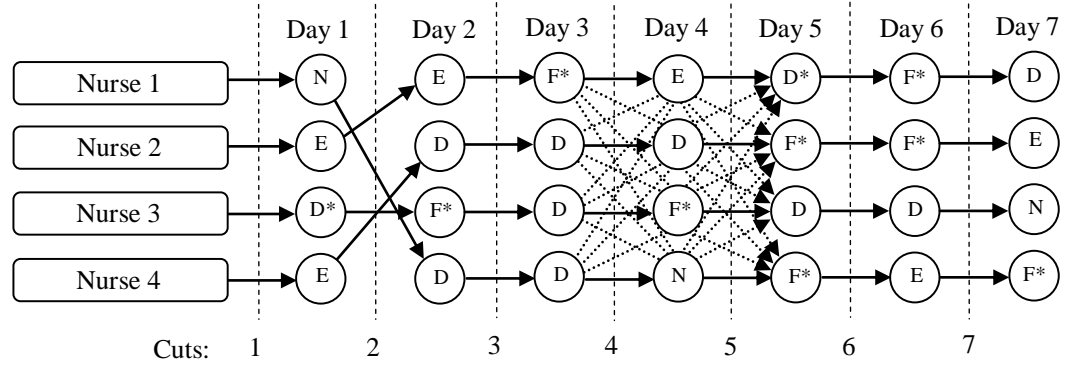 Day 1 Day 2 Day 3 Day 4 Day 5 Day 6 Day 7
Nurse 1 N E F* E D* F* D
Nurse 2 E D D D F* F* E
Nurse 3 D* F* D F* D D N
Nurse 4 E D D N F* E F*
Cuts: 1 2 3 4 5 6 7